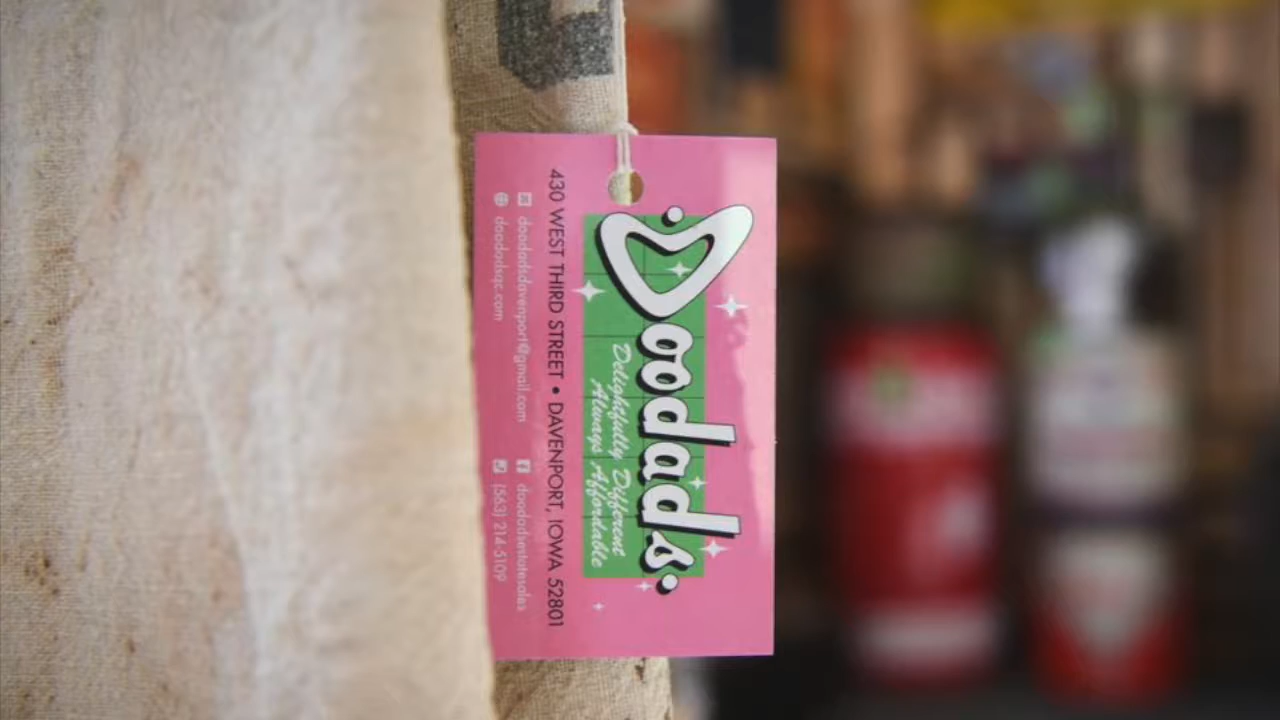 Doodads
Delightfully Different
Always Affordable
430 WEST THIRD STREET • DAVENPORT, IOWA 52801
doodadsdavenport@gmail.com doodadsestatesales
doodadsqc.com (563) 214-5109